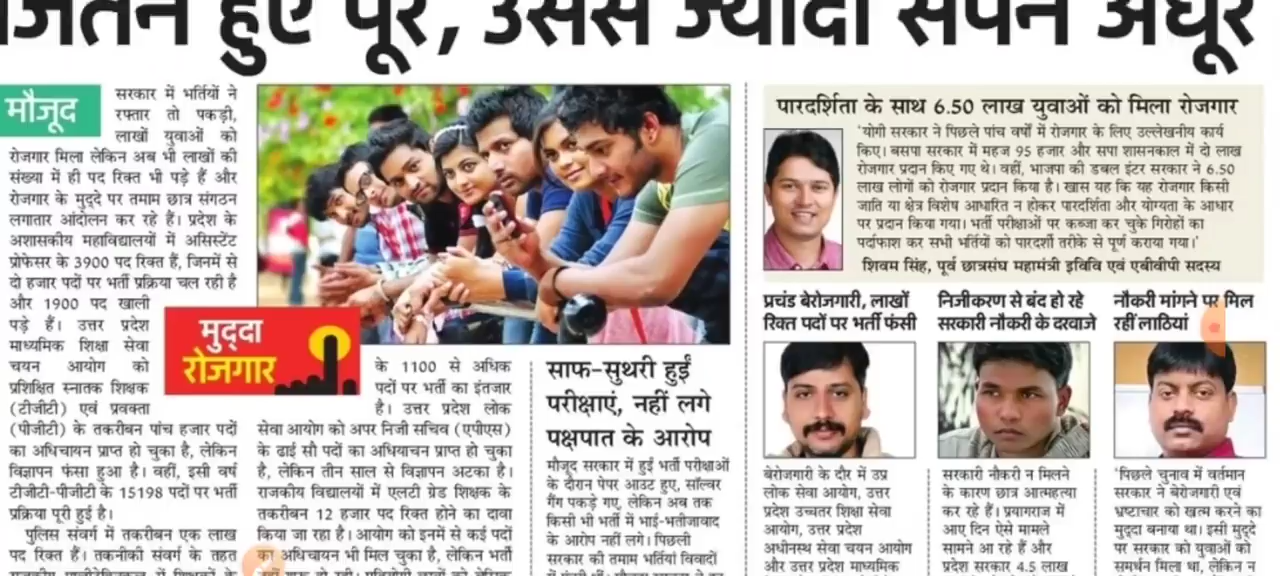 जितने हुए पूरे, उससे ज्यादा सपने अधूरे
मौजूद
सरकार में भर्तियों ने
रफ्तार तो पकड़ी,
लाखों युवाओं को
रोजगार मिला लेकिन अब भी लाखों की
संख्या में ही पद रिक्त भी पड़े हैं और
रोजगार के मुद्दे पर तमाम छात्र संगठन
लगातार आंदोलन कर रहे हैं। प्रदेश के
अशासकीय महाविद्यालयों में असिस्टेंट
प्रोफेसर के 3900 पद रिक्त हैं, जिनमें से
दो हजार पदों पर भर्ती प्रक्रिया चल रही है
और 1900 पद खाली
पड़े हैं। उत्तर प्रदेश
माध्यमिक शिक्षा सेवा
चयन आयोग को
प्रशिक्षित स्नातक शिक्षक
(टीजीटी) एवं प्रवक्ता
(पीजीटी) के तकरीबन पांच हजार पदों
का अधियाचन प्राप्त हो चुका है, लेकिन
विज्ञापन फंसा हुआ है। वहीं, इसी वर्ष
टीजीटी-पीजीटी के 15198 पदों पर भर्ती
प्रक्रिया पूरी हुई है।
पुलिस संवर्ग में तकरीबन एक लाख
पद रिक्त हैं। तकनीकी संवर्ग के तहत
मुद्दा
रोजगार
के 1100 से अधिक
पदों पर भर्ती का इंतजार
है। उत्तर प्रदेश लोक
सेवा आयोग को अपर निजी सचिव (एपीएस)
के ढाई सौ पदों का अधियाचन प्राप्त हो चुका
है, लेकिन तीन साल से विज्ञापन अटका है।
राजकीय विद्यालयों में एलटी ग्रेड शिक्षक के
तकरीबन 12 हजार पद रिक्त होने का दावा
किया जा रहा है। आयोग को इनमें से कई पदों
का अधियाचन भी मिल चुका है, लेकिन भर्ती
साफ-सुथरी हुईं
परीक्षाएं, नहीं लगे
पक्षपात के आरोप
मौजूद सरकार में हुई भर्ती परीक्षाओं
के दौरान पेपर आउट हुए, सॉल्वर
गैंग पकड़े गए, लेकिन अब तक
किसी भी भर्ती में भाई-भतीजावाद
के आरोप नहीं लगे। पिछली
सरकार की तमाम भर्तियां विवादों
पारदर्शिता के साथ 6.50 लाख युवाओं को मिला रोजगार
'योगी सरकार ने पिछले पांच वर्षों में रोजगार के लिए उल्लेखनीय कार्य
किए। बसपा सरकार में महज 95 हजार और सपा शासनकाल में दो लाख
रोजगार प्रदान किए गए थे। वहीं, भाजपा की डबल इंटर सरकार ने 6.50
लाख लोगों को रोजगार प्रदान किया है। खास यह कि यह रोजगार किसी
जाति या क्षेत्र विशेष आधारित न होकर पारदर्शिता और योग्यता के आधार
पर प्रदान किया गया। भर्ती परीक्षाओं पर कब्जा कर चुके गिरोहों का
पर्दाफाश कर सभी भर्तियों को पारदर्शी तरीके से पूर्ण कराया गया।'
शिवम सिंह, पूर्व छात्रसंघ महामंत्री इविवि एवं एबीवीपी सदस्य
प्रचंड बेरोजगारी, लाखों
रिक्त पदों पर भर्ती फंसी
बेरोजगारी के दौर में उप्र
लोक सेवा आयोग, उत्तर
प्रदेश उच्चतर शिक्षा सेवा
आयोग, उत्तर प्रदेश
अधीनस्थ सेवा चयन आयोग
और उत्तर प्रदेश माध्यमिक
निजीकरण से बंद हो रहे
सरकारी नौकरी के दरवाजे
सरकारी नौकरी न मिलने
के कारण छात्र आत्महत्या
कर रहे हैं। प्रयागराज में
आए दिन ऐसे मामले
सामने आ रहे हैं और
प्रदेश सरकार 4.5 लाख
नौकरी मांगने पर मिल
रहीं लाठियां
'पिछले चुनाव में वर्तमान
सरकार ने बेरोजगारी एवं
भ्रष्टाचार को खत्म करने का
मुद्दा बनाया था। इसी मुद्दे
पर सरकार को युवाओं को
समर्थन मिला था, लेकिन न